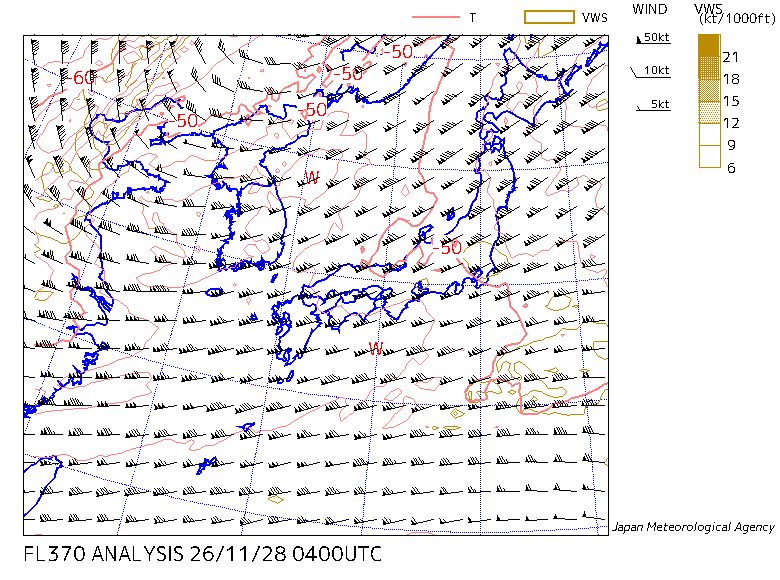 T
VWS
WIND
VWS
(kt/1000ft)
50kt
10kt
5kt
21
18
15
12
9
6
-50
-50
-60
-50
-50
W
-50
W
Japan Meteorological Agency
FL370 ANALYSIS 26/11/28 0400UTC